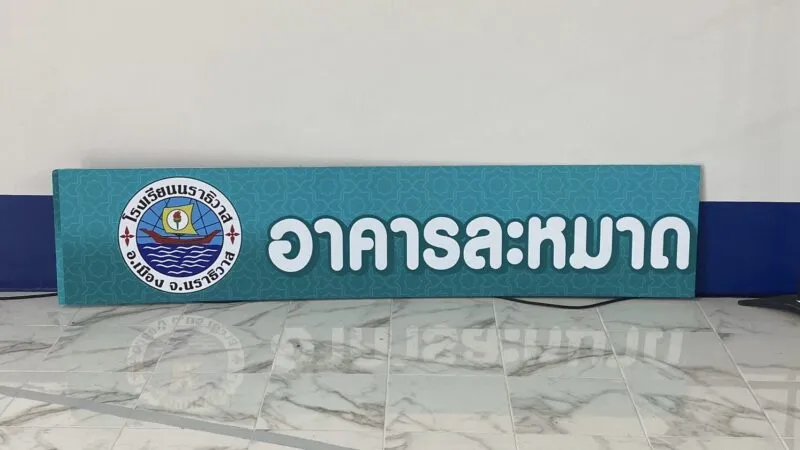 โรงเรียนนราธิวาส
อ.เมือง จ.นราธิวาส
อาคารละหมาด